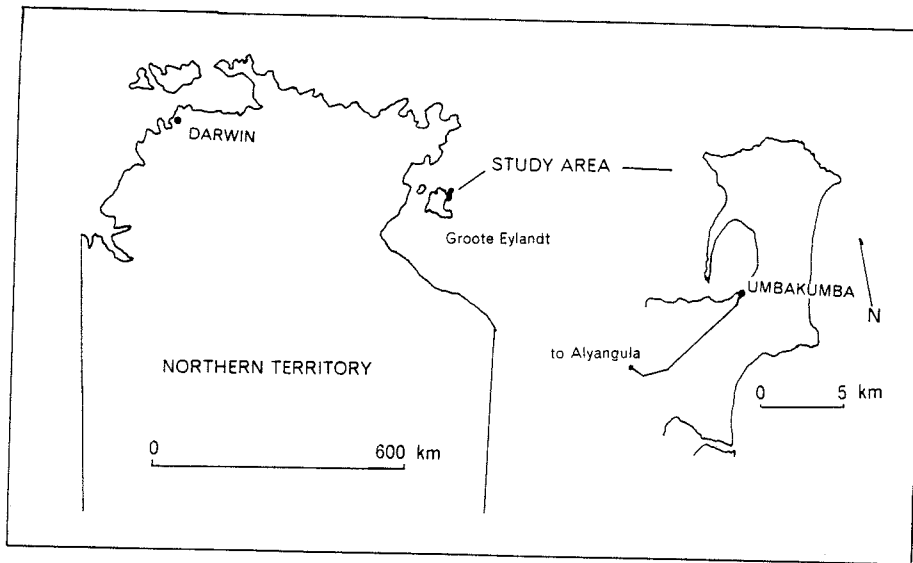 DARWIN
STUDY AREA
Groote Eylandt
UMBAKUMBA
N
to Alyangula
NORTHERN TERRITORY
0 5 km
0 600 km